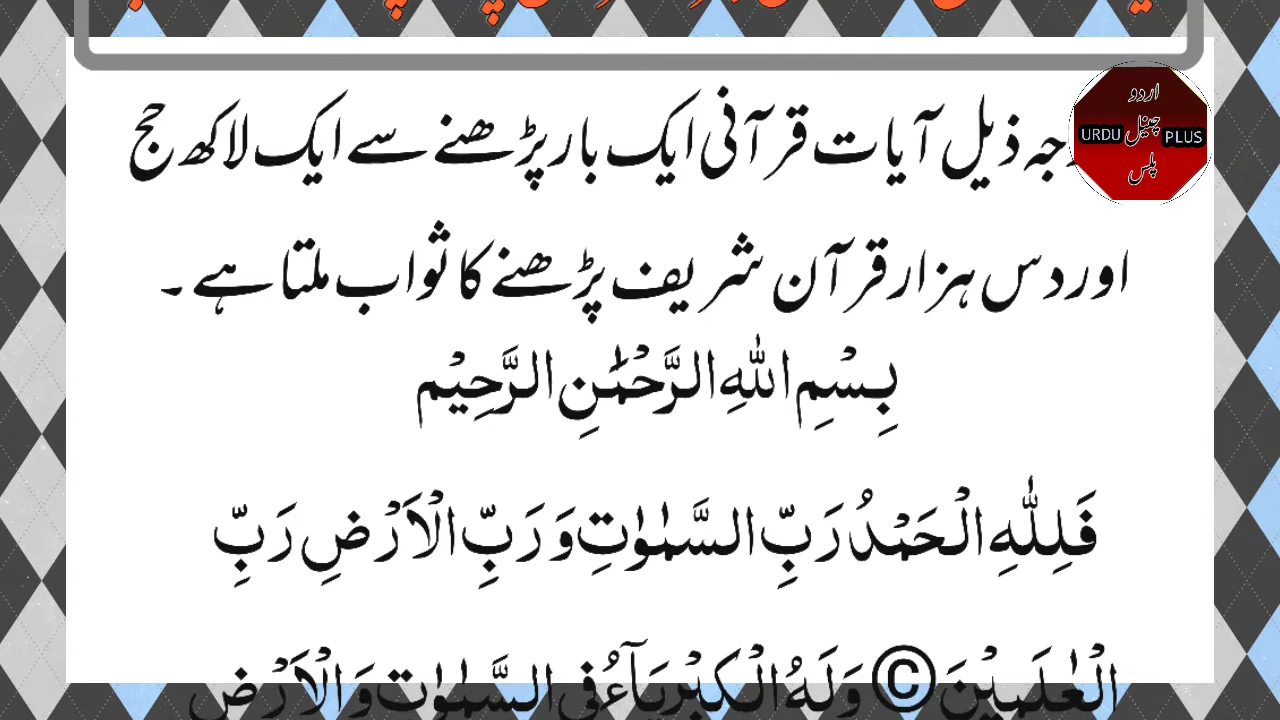 جہ ذیل آیات قرآنی ایک بار پڑھنے سے ایک لاکھ حج
اور دس ہزار قرآن شریف پڑھنے کا ثواب ملتا ہے ۔
بِسْمِ اللّٰهِ الرَّحْمٰنِ الرَّحِيْم
فَلِلّٰهِ الْحَمْدُ رَبِّ السَّمٰوٰتِ وَ رَبِّ الْاَرْضِ رَبِّ
الْعٰلَمِيْنَ © وَلَهُ الْكِبْرِيَآءُ فِي السَّمٰوٰتِ وَ الْاَرْضِ
اردو
URDU چینل PLUS
پلس